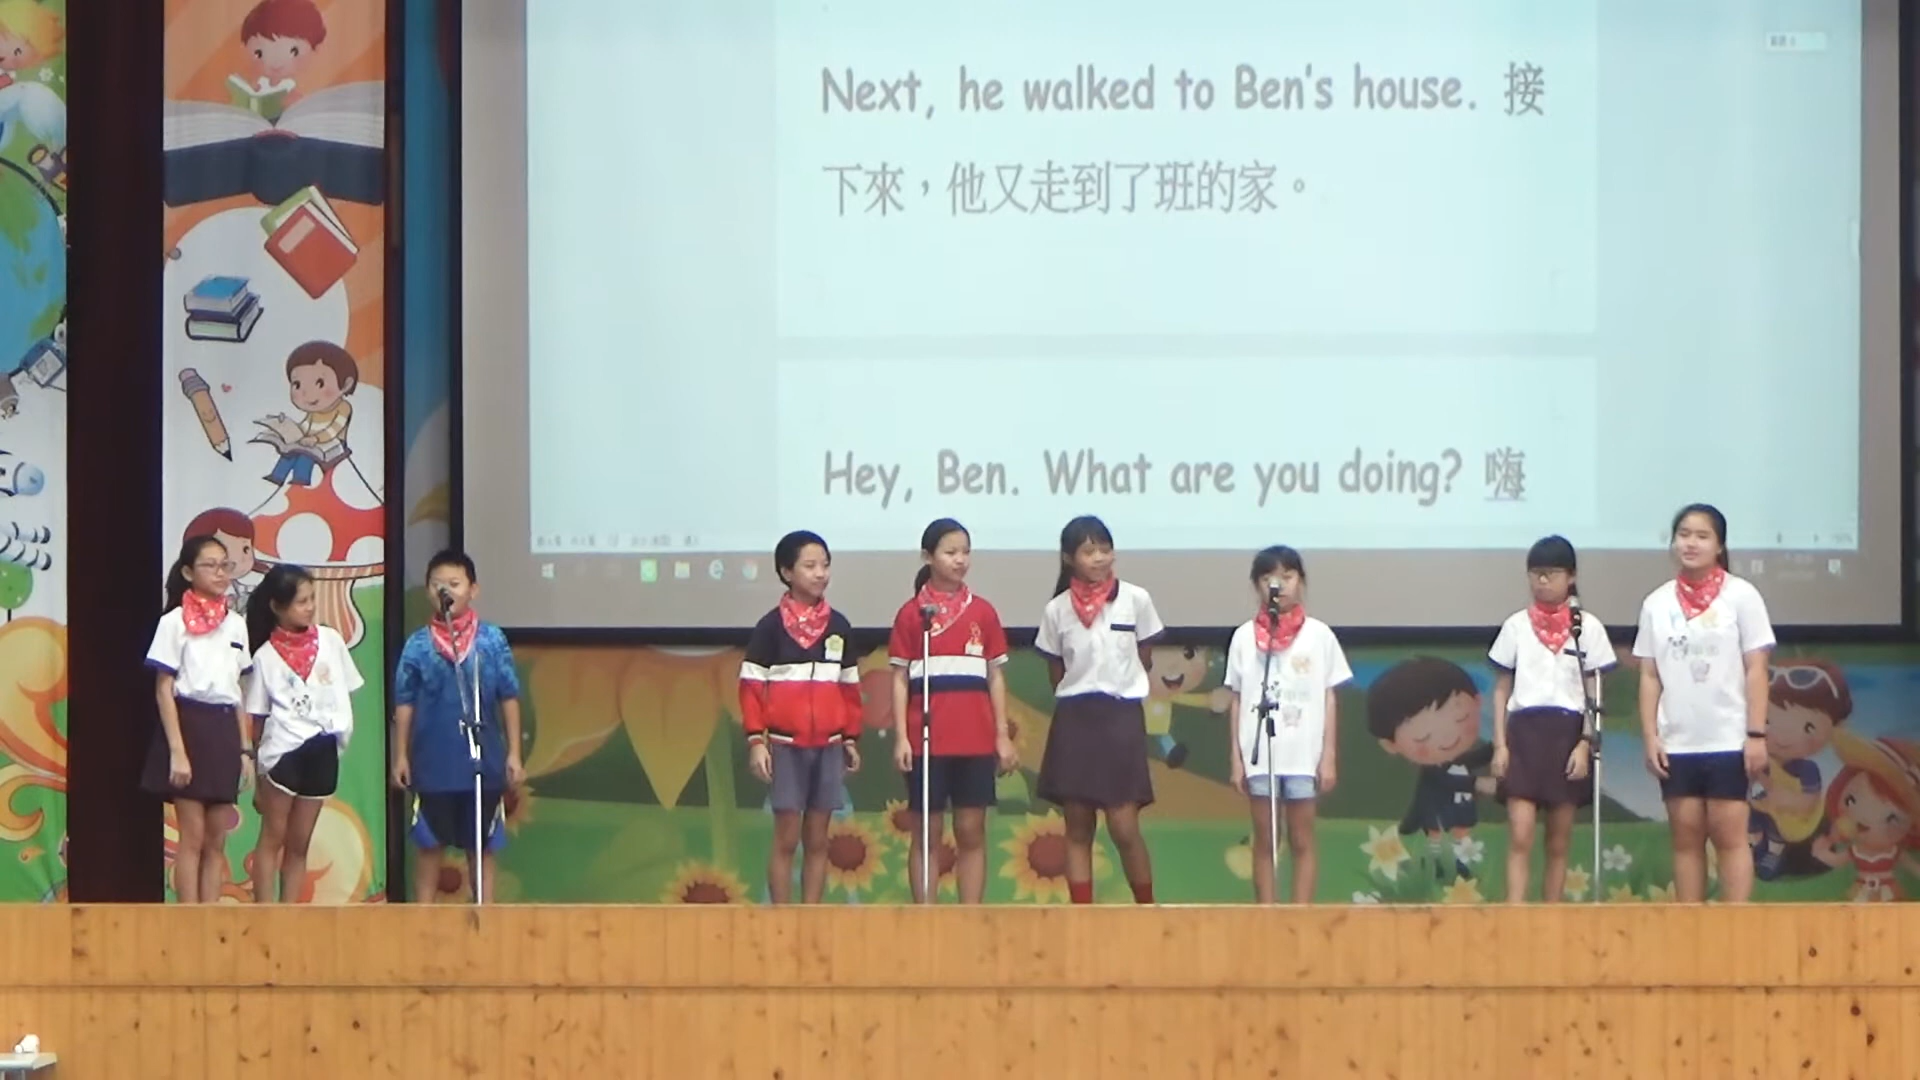 Next, he walked to Ben's house. 接
下來，他又走到了班的家。
Hey, Ben. What are you doing? 嗨